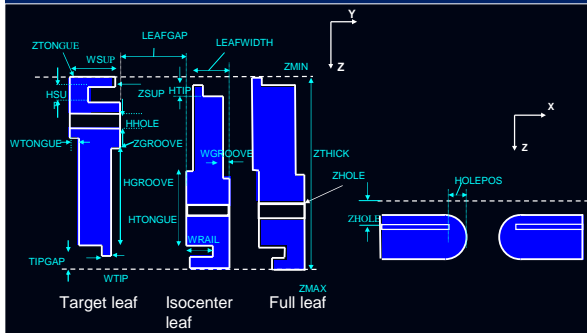 Y
Z
LEAFGAP
WSUP
ZTONGUE
LEAFWIDTH
ZMIN
HSU
P
ZSUP
HTIP
HHOLE
WTONGUE
ZGROOVE
WGROOVE
ZTHICK
HGROOVE
ZHOLE
HTONGUE
WRAIL
TIPGAP
WTIP
ZMAX
Target leaf
Isocenter
leaf
Full leaf
X
Z
HOLEPOS
ZHOLE